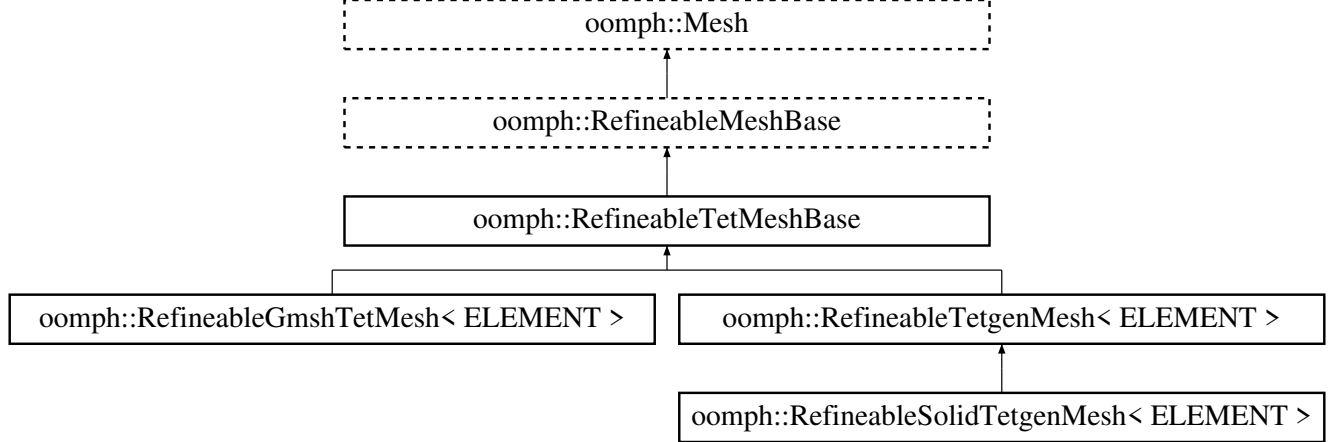 oomph::Mesh
oomph::RefineableMeshBase
oomph::RefineableTetMeshBase
oomph::RefineableGmshTetMesh< ELEMENT >
oomph::RefineableTetgenMesh< ELEMENT >
oomph::RefineableSolidTetgenMesh< ELEMENT >